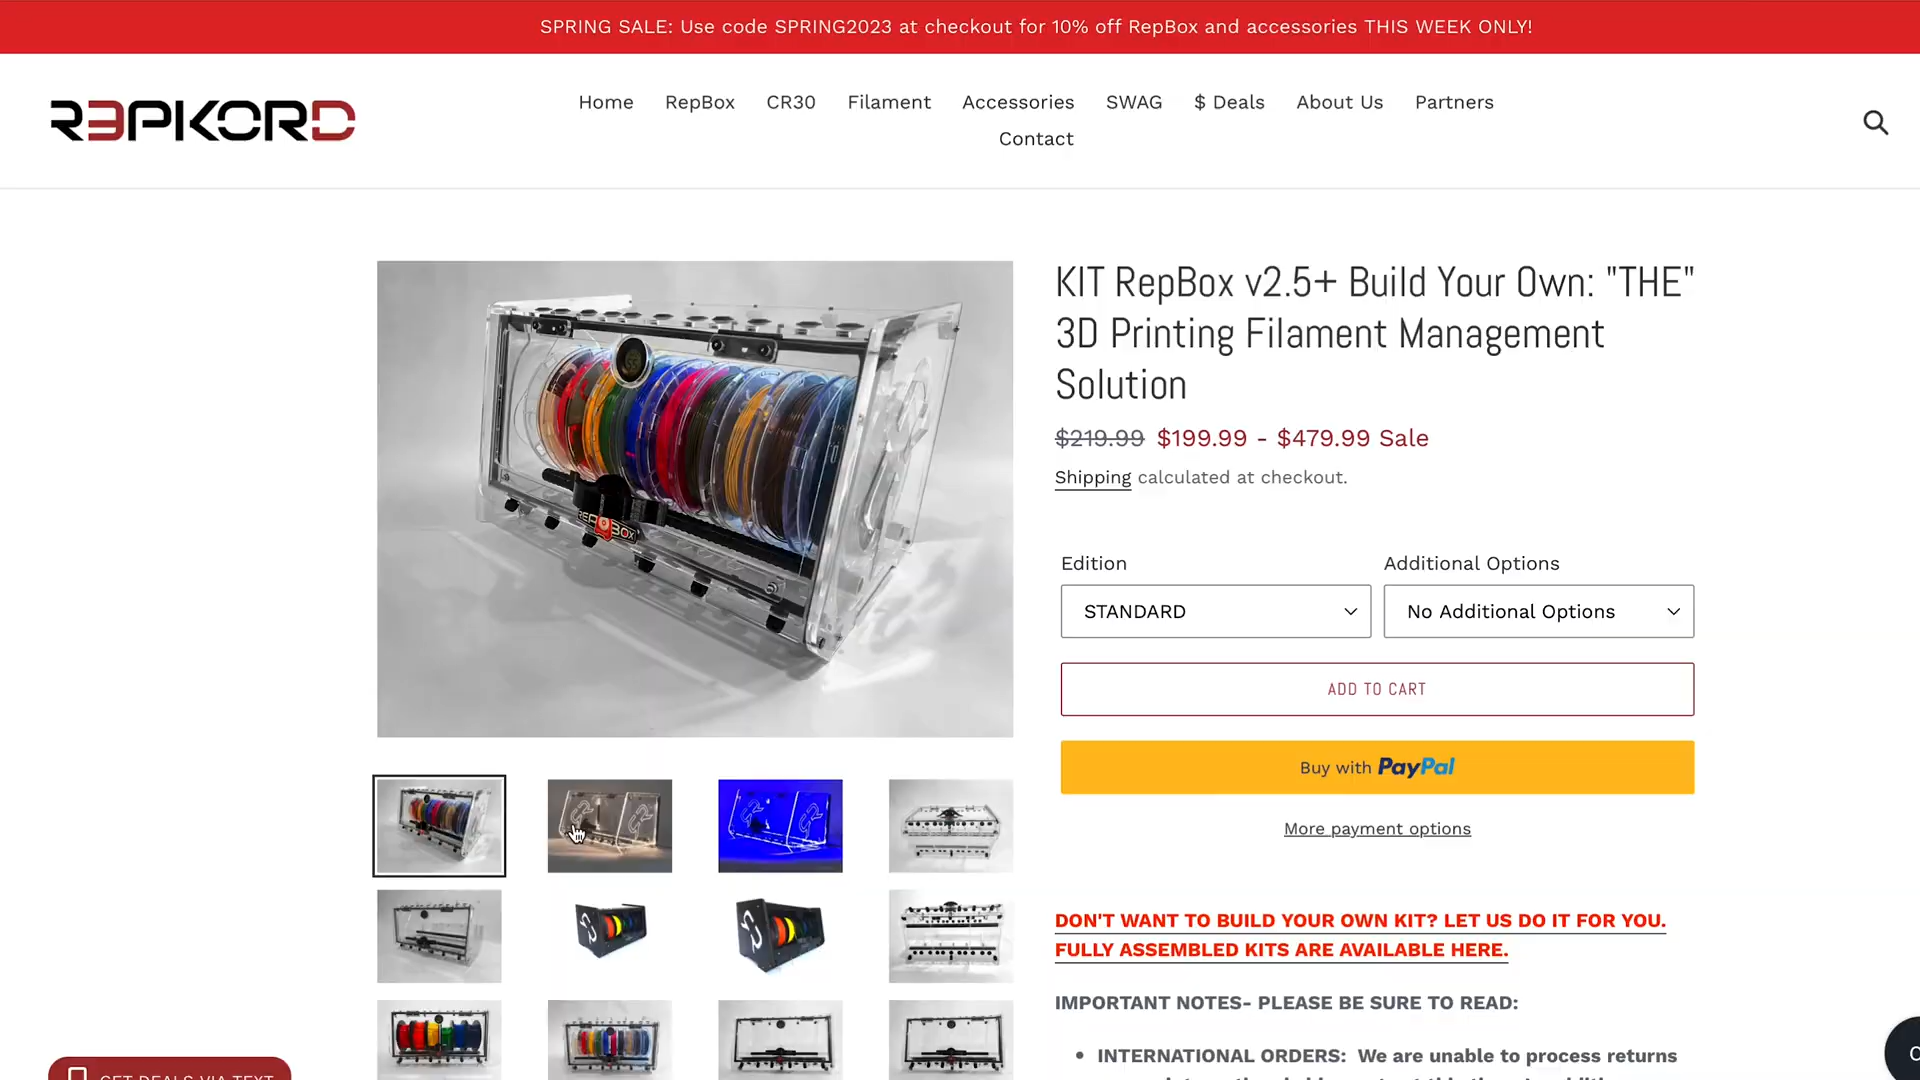 SPRING SALE: Use code SPRING2023 at checkout for 10% off RepBox and accessories THIS WEEK ONLY!
R3PKORD
Home RepBox CR30 Filament Accessories SWAG $ Deals About Us Partners
Contact
KIT RepBox v2.5+ Build Your Own: "THE"
3D Printing Filament Management
Solution
$219.99 $199.99 - $479.99 Sale
Shipping calculated at checkout.
Edition Additional Options
STANDARD No Additional Options
ADD TO CART
Buy with PayPal
More payment options
REPBOX
DON'T WANT TO BUILD YOUR OWN KIT? LET US DO IT FOR YOU.
FULLY ASSEMBLED KITS ARE AVAILABLE HERE.
IMPORTANT NOTES- PLEASE BE SURE TO READ:
• INTERNATIONAL ORDERS: We are unable to process returns
GET DEALS VIA TEXT